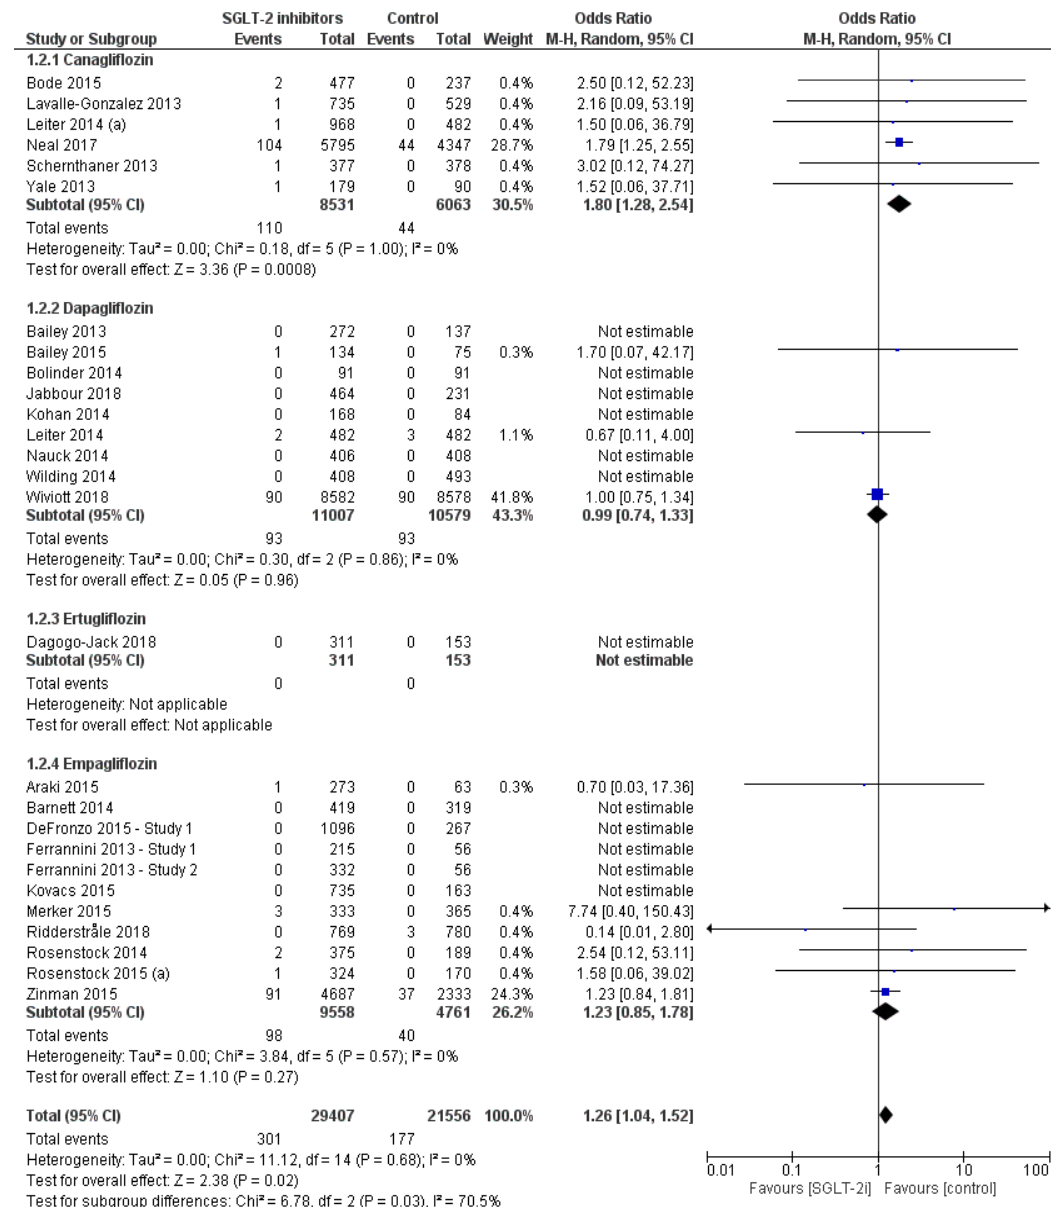 SGLT-2 inhibitors Control Odds Ratio Odds Ratio
Study or Subgroup Events Total Events Total Weight M-H, Random, 95% CI M-H, Random, 95% CI
1.2.1 Canagliflozin
Bode 2015 2 477 0 237 0.4% 2.50 [0.12, 52.23]
Lavalle-Gonzalez 2013 1 735 0 529 0.4% 2.16 [0.09, 53.19]
Leiter 2014 (a) 1 968 0 482 0.4% 1.50 [0.06, 36.79]
Neal 2017 104 5795 44 4347 28.7% 1.79 [1.25, 2.55]
Schernthaner 2013 1 377 0 378 0.4% 3.02 [0.12, 74.27]
Yale 2013 1 179 0 90 0.4% 1.52 [0.06, 37.71]
Subtotal (95% CI) 8531 6063 30.5% 1.80 [1.28, 2.54]
Total events 110 44
Heterogeneity: Tau² = 0.00; Chi² = 0.18, df = 5 (P = 1.00); I² = 0%
Test for overall effect: Z = 3.36 (P = 0.0008)
1.2.2 Dapagliflozin
Bailey 2013 0 272 0 137 Not estimable
Bailey 2015 1 134 0 75 0.3% 1.70 [0.07, 42.17]
Bolinder 2014 0 91 0 91 Not estimable
Jabbour 2018 0 464 0 231 Not estimable
Kohan 2014 0 168 0 84 Not estimable
Leiter 2014 2 482 3 482 1.1% 0.67 [0.11, 4.00]
Nauck 2014 0 406 0 408 Not estimable
Wilding 2014 0 408 0 493 Not estimable
Wiviott 2018 90 8582 90 8578 41.8% 1.00 [0.75, 1.34]
Subtotal (95% CI) 11007 10579 43.3% 0.99 [0.74, 1.33]
Total events 93 93
Heterogeneity: Tau² = 0.00; Chi² = 0.30, df = 2 (P = 0.86); I² = 0%
Test for overall effect: Z = 0.05 (P = 0.96)
1.2.3 Ertugliflozin
Dagogo-Jack 2018 0 311 0 153 Not estimable
Subtotal (95% CI) 311 153 Not estimable
Total events 0 0
Heterogeneity: Not applicable
Test for overall effect: Not applicable
1.2.4 Empagliflozin
Araki 2015 1 273 0 63 0.3% 0.70 [0.03, 17.36]
Barnett 2014 0 419 0 319 Not estimable
DeFronzo 2015 - Study 1 0 1096 0 267 Not estimable
Ferrannini 2013 - Study 1 0 215 0 56 Not estimable
Ferrannini 2013 - Study 2 0 332 0 56 Not estimable
Kovacs 2015 0 735 0 163 Not estimable
Merker 2015 3 333 0 365 0.4% 7.74 [0.40, 150.43]
Ridderstråle 2018 0 769 3 780 0.4% 0.14 [0.01, 2.80]
Rosenstock 2014 2 375 0 189 0.4% 2.54 [0.12, 53.11]
Rosenstock 2015 (a) 1 324 0 170 0.4% 1.58 [0.06, 39.02]
Zinman 2015 91 4687 37 2333 24.3% 1.23 [0.84, 1.81]
Subtotal (95% CI) 9558 4761 26.2% 1.23 [0.85, 1.78]
Total events 98 40
Heterogeneity: Tau² = 0.00; Chi² = 3.84, df = 5 (P = 0.57); I² = 0%
Test for overall effect: Z = 1.10 (P = 0.27)
Total (95% CI) 29407 21556 100.0% 1.26 [1.04, 1.52]
Total events 301 177
Heterogeneity: Tau² = 0.00; Chi² = 11.12, df = 14 (P = 0.68); I² = 0%
Test for overall effect: Z = 2.38 (P = 0.02)
Test for subgroup differences: Chi² = 6.78, df = 2 (P = 0.03), I² = 70.5%
0.01 0.1 1 10 100
Favours [SGLT-2i] Favours [control]